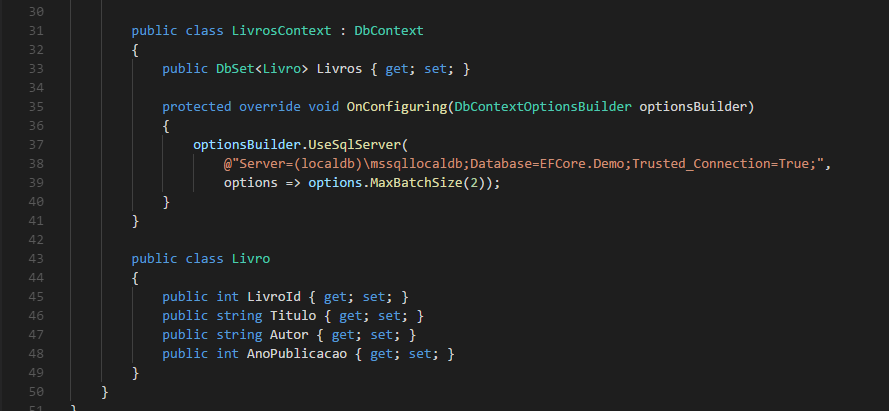 30
31 public class LivrosContext : DbContext
32 {
33 public DbSet<Livro> Livros { get; set; }
34
35 protected override void OnConfiguring(DbContextOptionsBuilder optionsBuilder)
36 {
37 optionsBuilder.UseSqlServer(
38 @"Server=(localdb)\mssqllocaldb;Database=EFCore.Demo;Trusted_Connection=True;",
39 options => options.MaxBatchSize(2));
40 }
41 }
42
43 public class Livro
44 {
45 public int LivroId { get; set; }
46 public string Titulo { get; set; }
47 public string Autor { get; set; }
48 public int AnoPublicacao { get; set; }
49 }
50 }
51 }